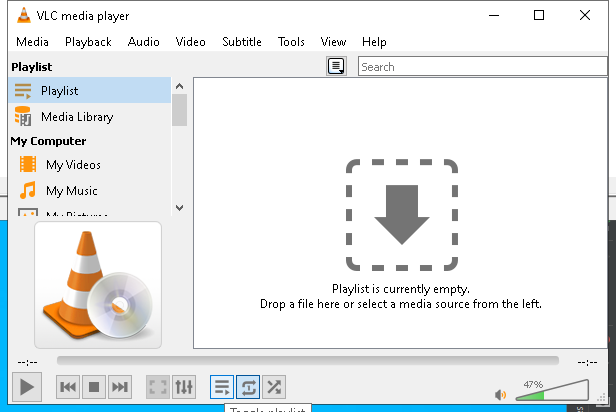 VLC media player
Media Playback Audio Video Subtitle Tools View Help
Playlist
Search
Playlist
Media Library
My Computer
My Videos
My Music
My Pictures
Playlist is currently empty.
Drop a file here or select a media source from the left.
--:-- --:--
47%
Toggle playlist